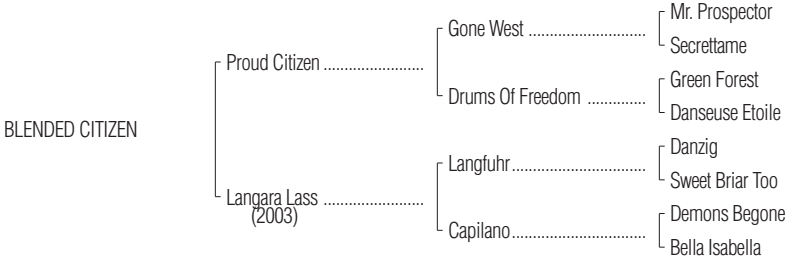 Mr. Prospector
Gone West ..............................
Secrettame
Proud Citizen ..........................
Green Forest
Drums Of Freedom ...............
Danseuse Etoile
BLENDED CITIZEN
Danzig
Langfuhr...................................
Sweet Briar Too
Langara Lass ..........................
(2003)
Demons Begone
Capilano...................................
Bella Isabella